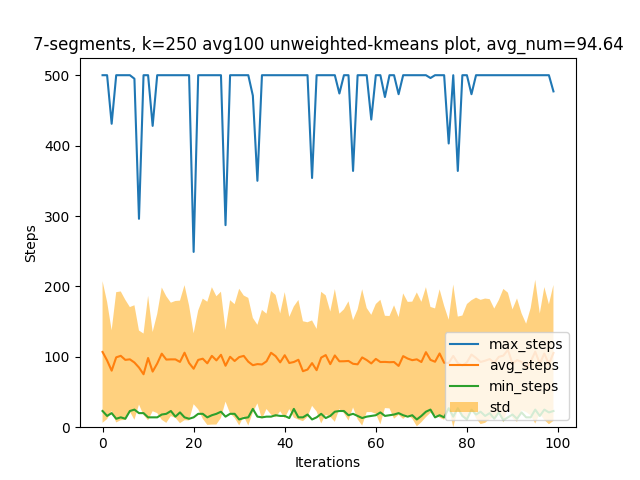 7-segments, k=250 avg100 unweighted-kmeans plot, avg_num=94.64
Steps
500
400
300
200
100
0
0
20
40
60
80
100
Iterations
max_steps
avg_steps
min_steps
std